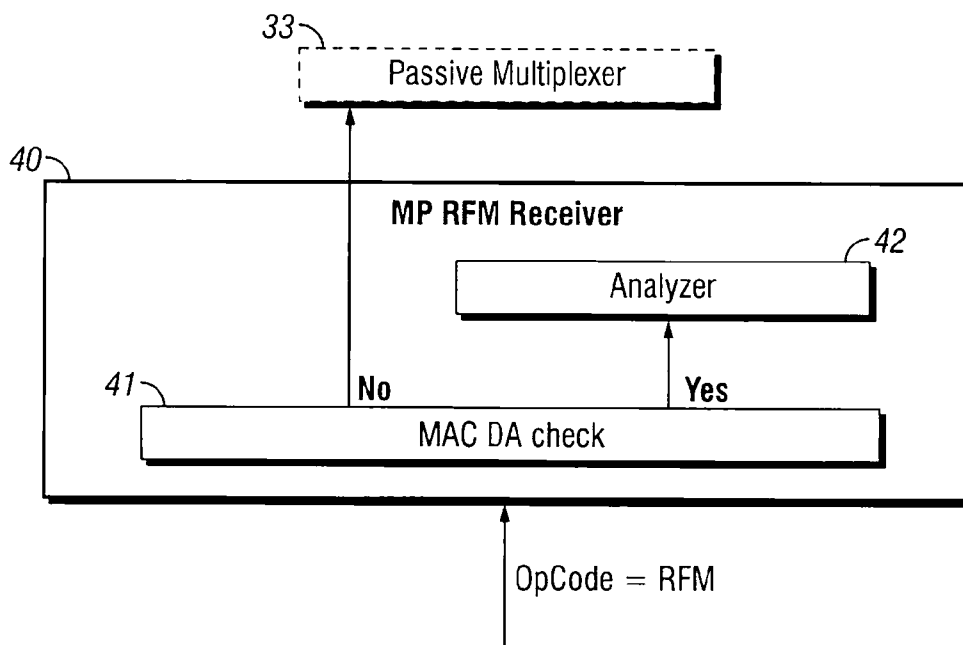 33
Passive Multiplexer
40
MP RFM Receiver
42
Analyzer
41
No
Yes
MAC DA check
OpCode = RFM